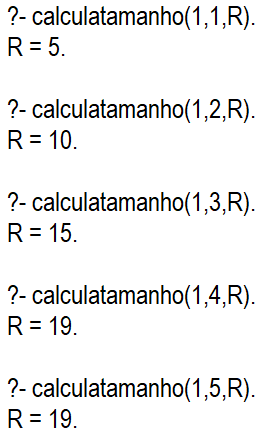 ?- calculatamanho(1,1,R).
R = 5.
?- calculatamanho(1,2,R).
R = 10.
?- calculatamanho(1,3,R).
R = 15.
?- calculatamanho(1,4,R).
R = 19.
?- calculatamanho(1,5,R).
R = 19.